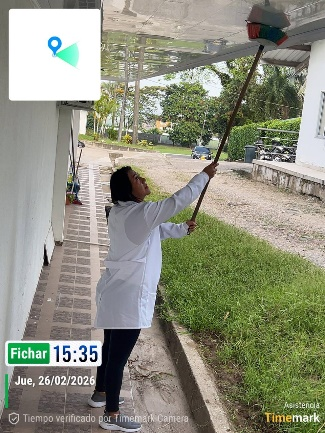 Fichar 15:35
Jue, 26/02/2026
Tiempo verificado por Timemark Camera
Asistencia
Timemark